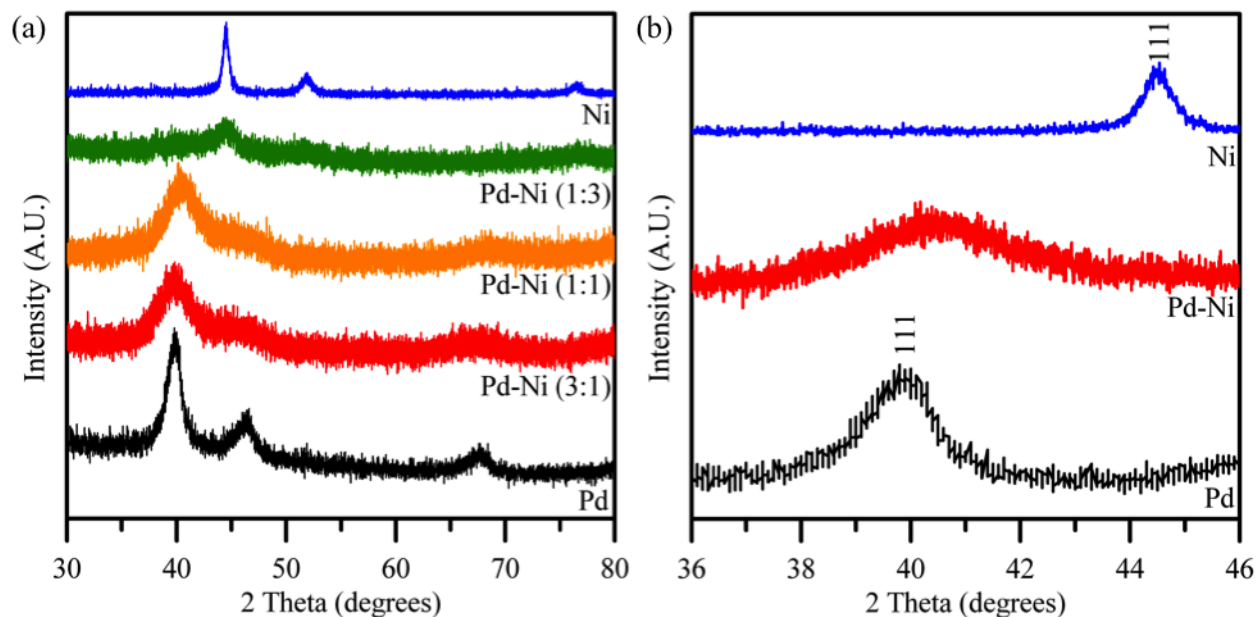 (a)
Intensity (A.U.)
Ni
Pd-Ni (1:3)
Pd-Ni (1:1)
Pd-Ni (3:1)
Pd
30 40 50 60 70 80
2 Theta (degrees)
(b)
Intensity (A.U.)
111
Ni
Pd-Ni
111
Pd
36 38 40 42 44 46
2 Theta (degrees)